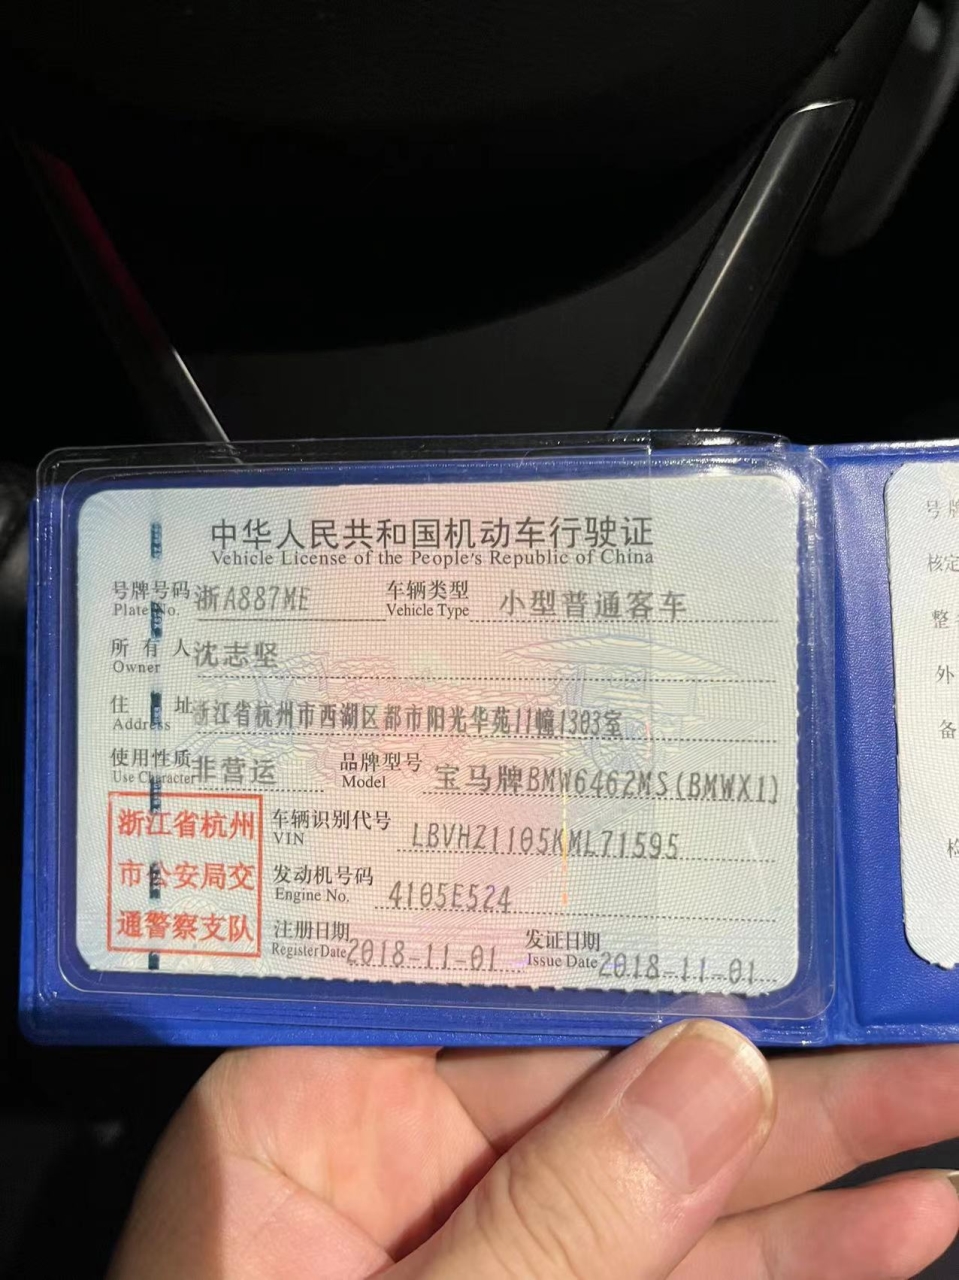 中华人民共和国机动车行驶证
Vehicle License of the People's Republic of China
号牌号码 浙A887ME 车辆类型 小型普通客车
Plate No. Vehicle Type
所有人 沈志坚
Owner
住址 浙江省杭州市西湖区都市阳光华苑11幢1303室
Address
使用性质 非营运 品牌型号 宝马牌BMW6462MS(BMWX1)
Use Character Model
浙江省杭州
市公安局交
通警察支队
车辆识别代号 LBVHZ1105KML71595
VIN
发动机号码 4105E524
Engine No.
注册日期 2018-11-01 发证日期 2018-11-01
Register Date Issue Date
号牌
核定
整
外
备
检